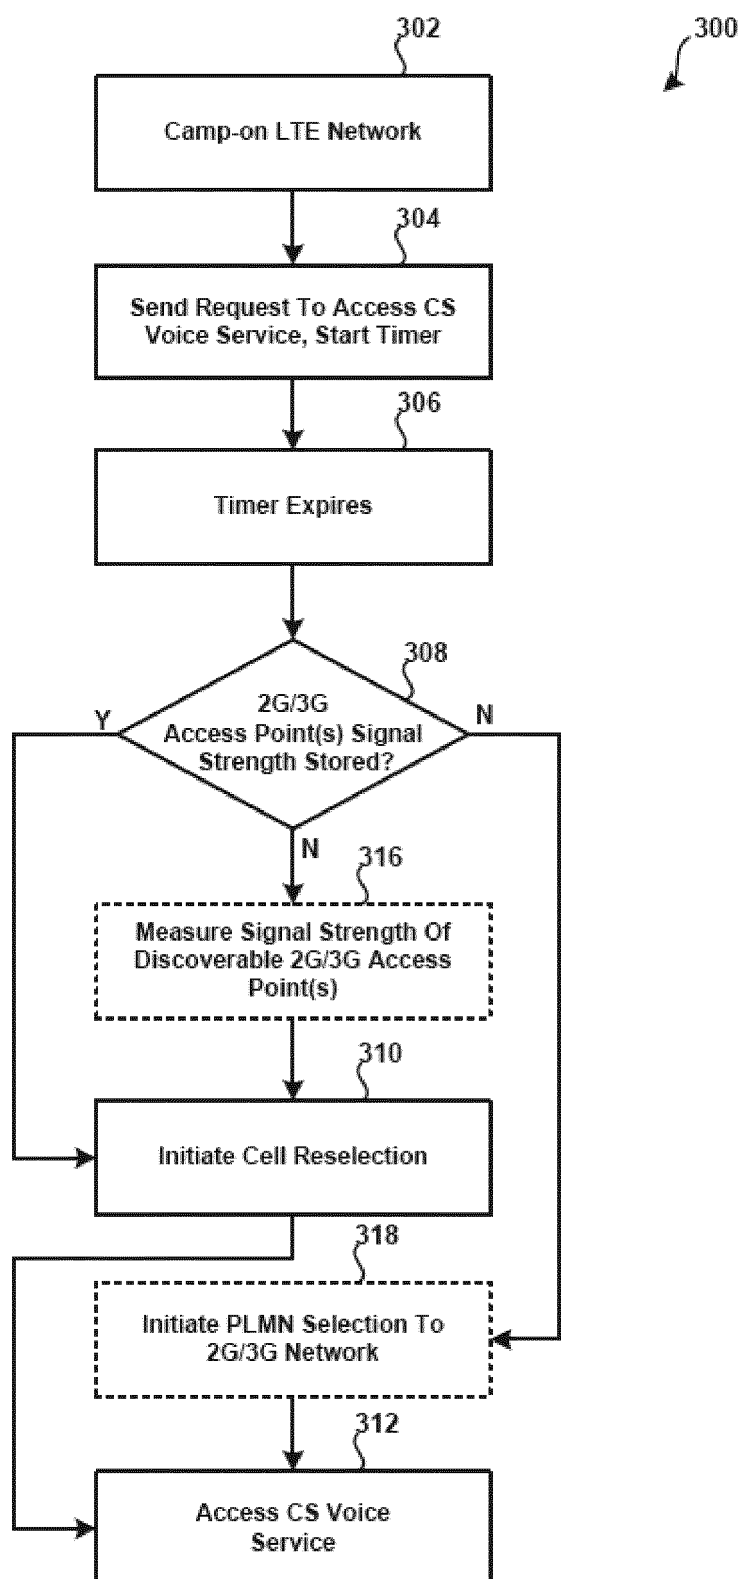 302
300
Camp-on LTE Network
304
Send Request To Access CS
Voice Service, Start Timer
306
Timer Expires
308
Y
2G/3G
Access Point(s) Signal
Strength Stored?
N
N
316
Measure Signal Strength Of
Discoverable 2G/3G Access
Point(s)
310
Initiate Cell Reselection
318
Initiate PLMN Selection To
2G/3G Network
312
Access CS Voice
Service